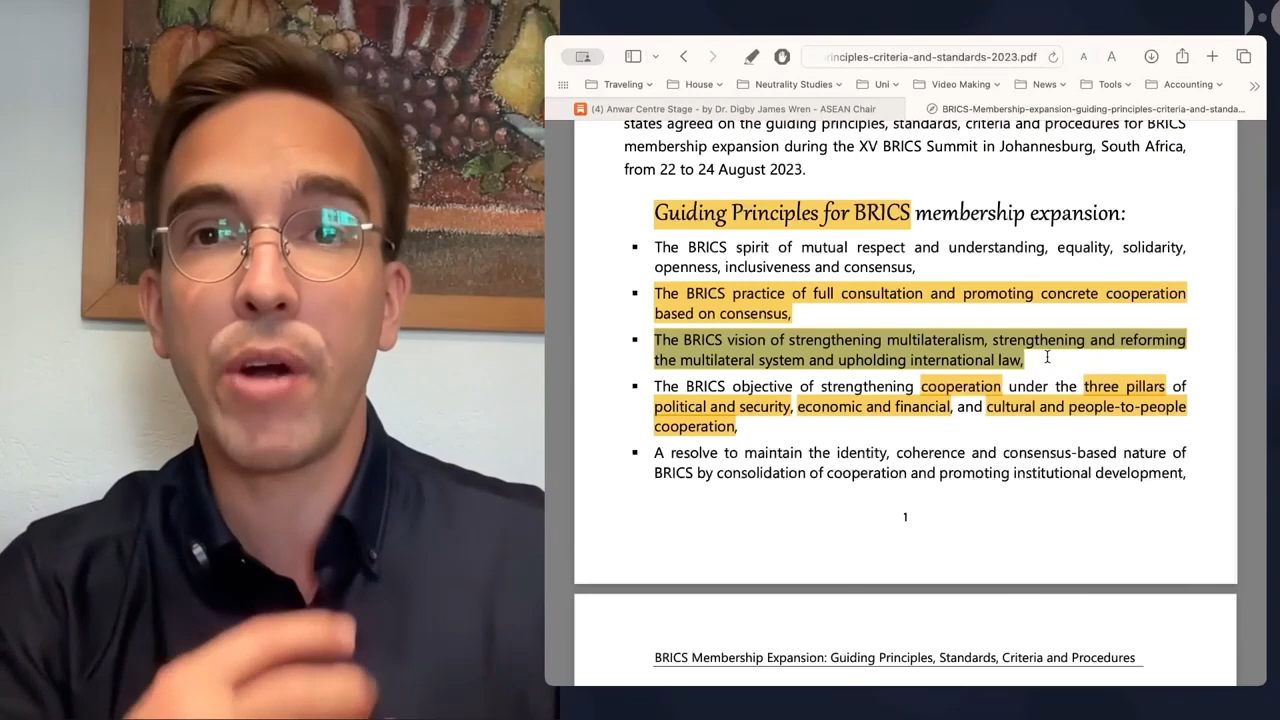 rinciples-criteria-and-standards-2023.pdf
A A
Traveling House Neutrality Studies Uni Video Making News Tools Accounting
(4) Anwar Centre Stage - by Dr. Digby James Wren - ASEAN Chair
BRICS-Membership-expansion-guiding-principles-criteria-and-standa...
states agreed on the guiding principles, standards, criteria and procedures for BRICS
membership expansion during the XV BRICS Summit in Johannesburg, South Africa,
from 22 to 24 August 2023.
Guiding Principles for BRICS membership expansion:
▪ The BRICS spirit of mutual respect and understanding, equality, solidarity,
openness, inclusiveness and consensus,
▪ The BRICS practice of full consultation and promoting concrete cooperation
based on consensus,
▪ The BRICS vision of strengthening multilateralism, strengthening and reforming
the multilateral system and upholding international law,
▪ The BRICS objective of strengthening cooperation under the three pillars of
political and security, economic and financial, and cultural and people-to-people
cooperation,
▪ A resolve to maintain the identity, coherence and consensus-based nature of
BRICS by consolidation of cooperation and promoting institutional development,
1
BRICS Membership Expansion: Guiding Principles, Standards, Criteria and Procedures